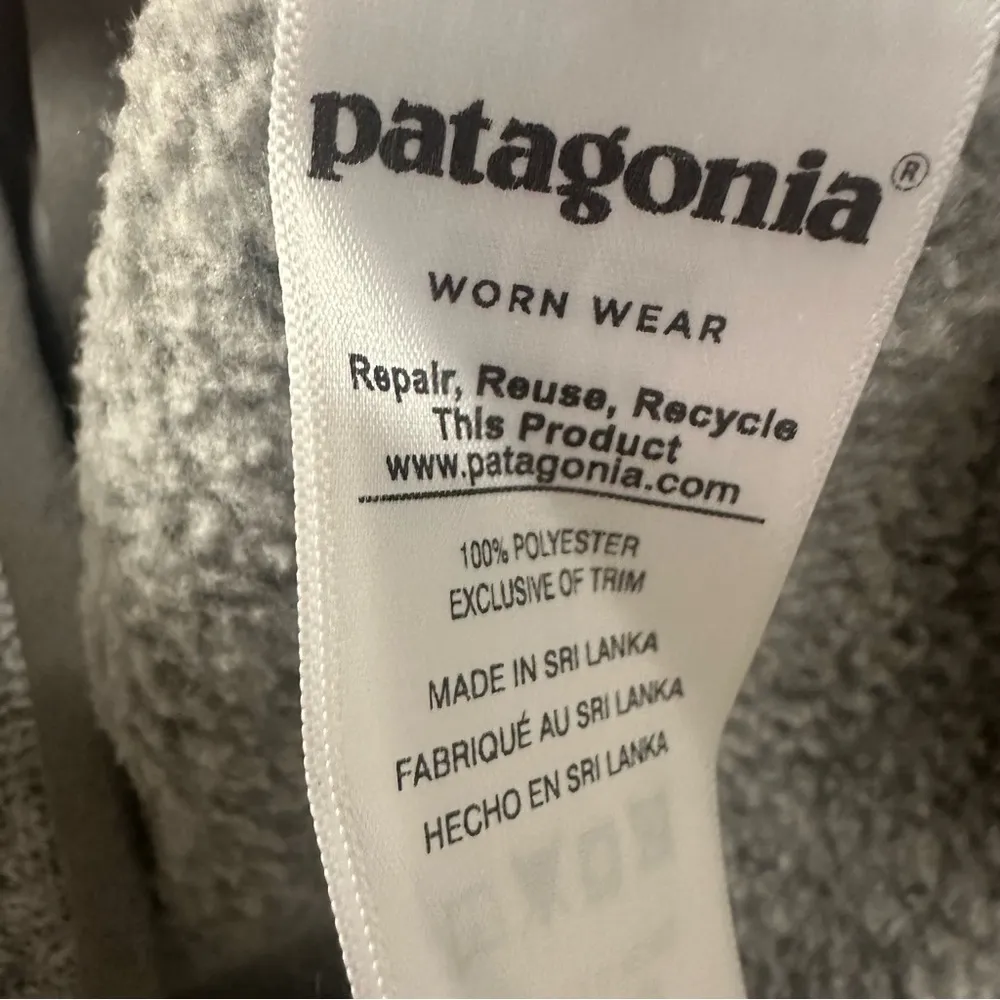 patagonia®
WORN WEAR
Repair, Reuse, Recycle
This Product
www.patagonia.com
100% POLYESTER
EXCLUSIVE OF TRIM
MADE IN SRI LANKA
FABRIQUÉ AU SRI LANKA
HECHO EN SRI LANKA